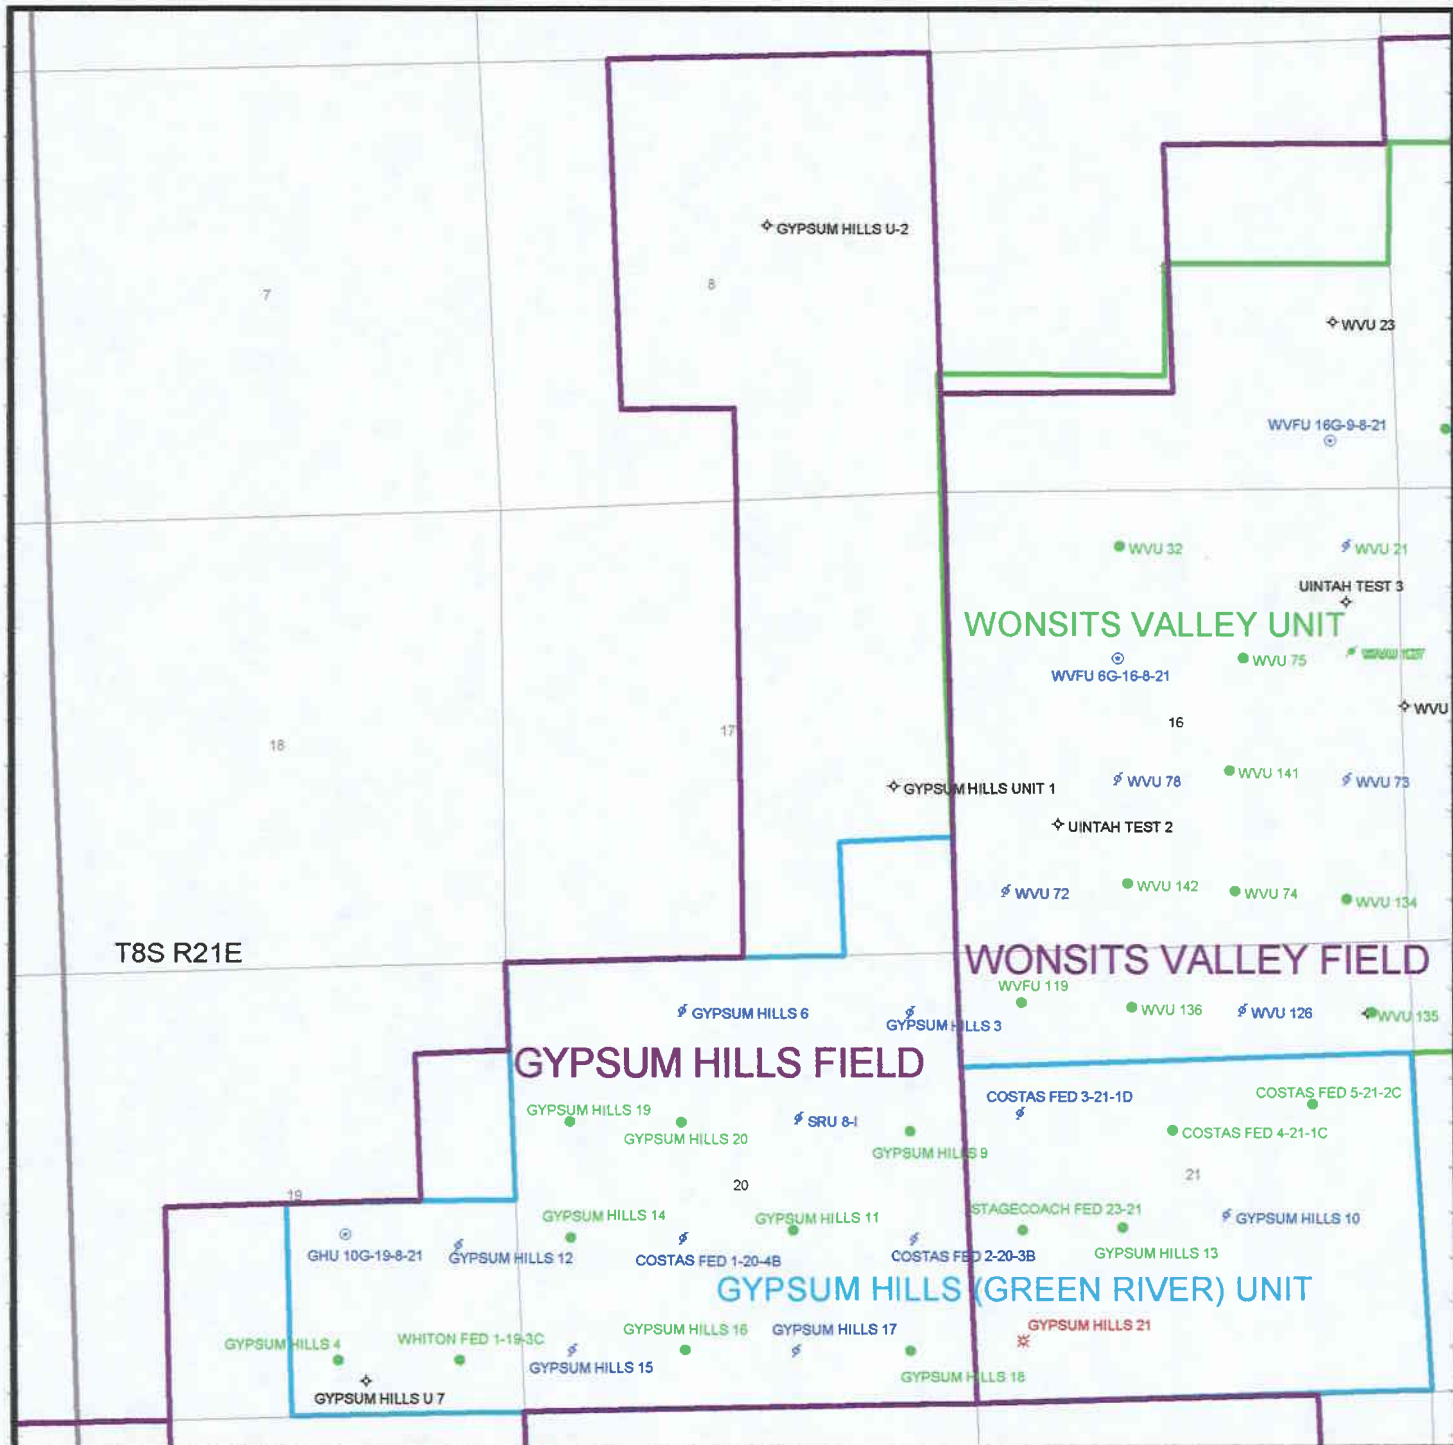 GYPSUM HILLS U-2
8
7
WVU 23
WVFU 16G-9-8-21
WVU 32
WVU 21
UINTAH TEST 3
WONSITS VALLEY UNIT
WVU 75
WVFU 6G-16-8-21
WVU
16
17
18
WVU 141
WVU 78
WVU 73
GYPSUM HILLS UNIT 1
UINTAH TEST 2
WVU 142
WVU 72
WVU 74
WVU 134
T8S R21E
WONSITS VALLEY FIELD
WVFU 119
GYPSUM HILLS 6
WVU 136
WVU 126
WVU 135
GYPSUM HILLS 3
GYPSUM HILLS FIELD
COSTAS FED 5-21-2C
COSTAS FED 3-21-1D
GYPSUM HILLS 19
SRU 8-I
GYPSUM HILLS 20
COSTAS FED 4-21-1C
GYPSUM HILLS 9
21
20
19
STAGECOACH FED 23-21
GYPSUM HILLS 14
GYPSUM HILLS 11
GYPSUM HILLS 10
GHU 10G-19-8-21
GYPSUM HILLS 12
COSTAS FED 1-20-4B
COSTAS FED 2-20-3B
GYPSUM HILLS 13
GYPSUM HILLS (GREEN RIVER) UNIT
GYPSUM HILLS 21
GYPSUM HILLS 16
GYPSUM HILLS 17
GYPSUM HILLS 4
WHITON FED 1-19-3C
GYPSUM HILLS 15
GYPSUM HILLS 18
GYPSUM HILLS U 7